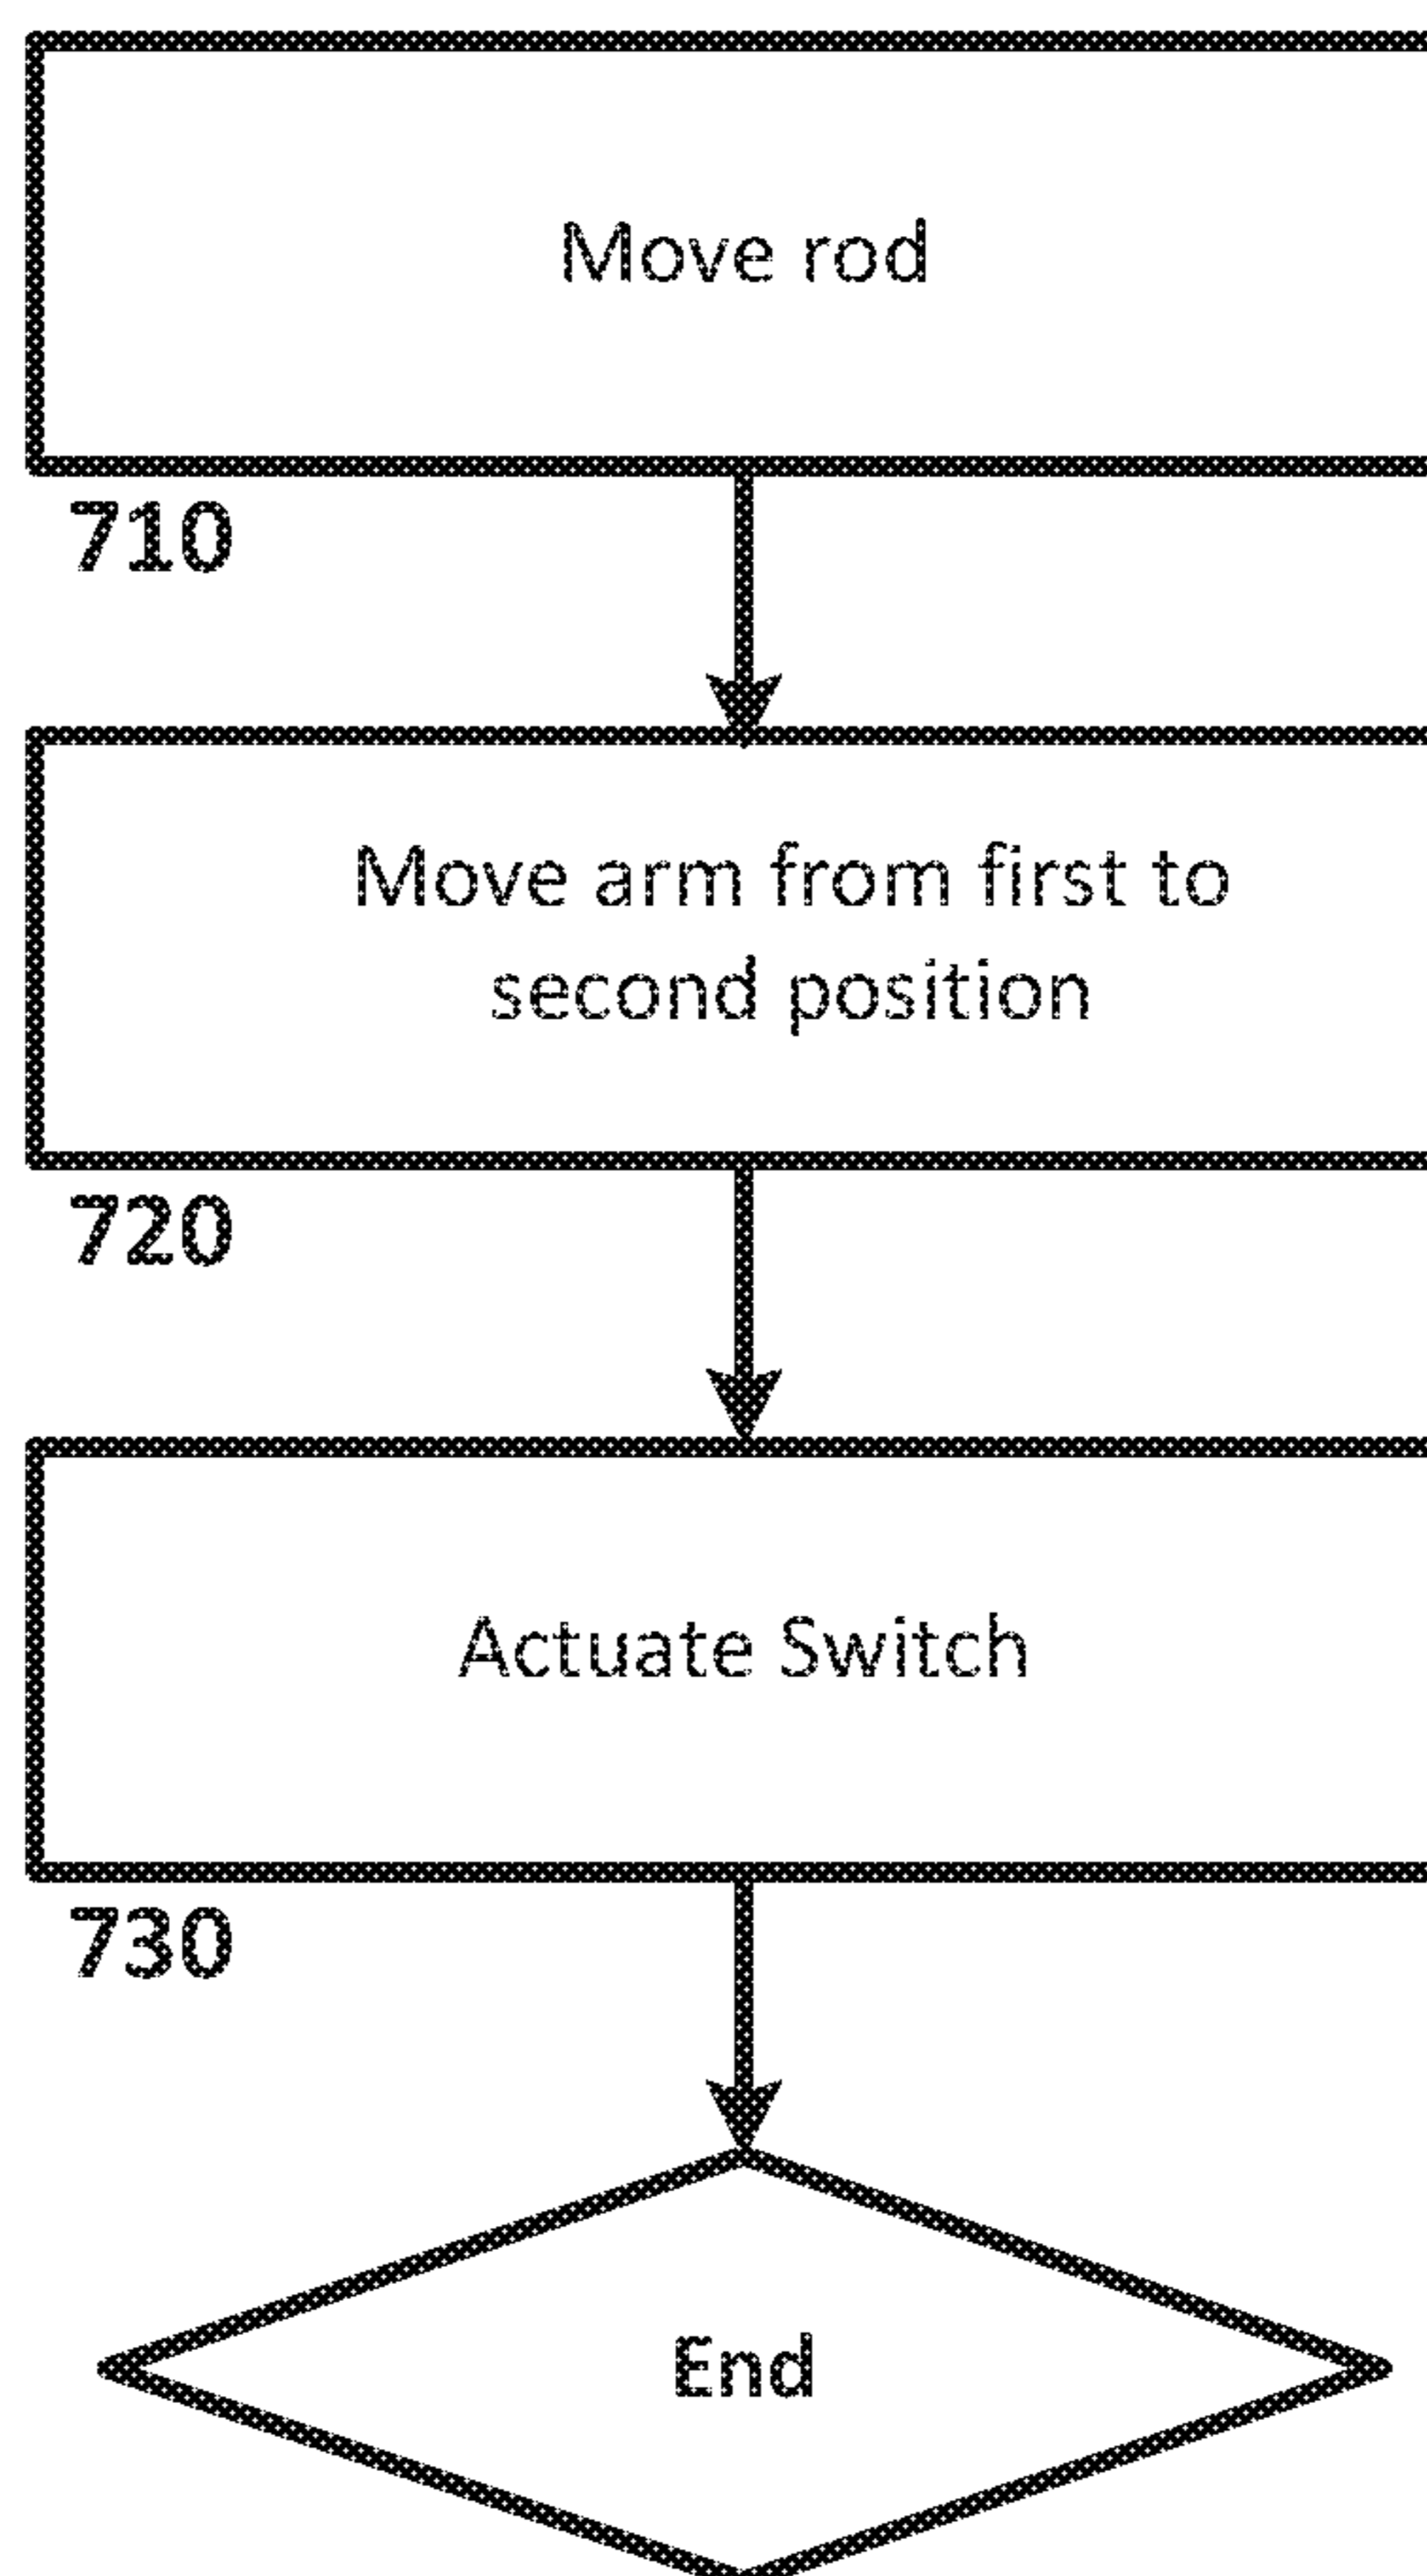 Move rod
710
Move arm from first to
second position
720
Actuate Switch
730
End